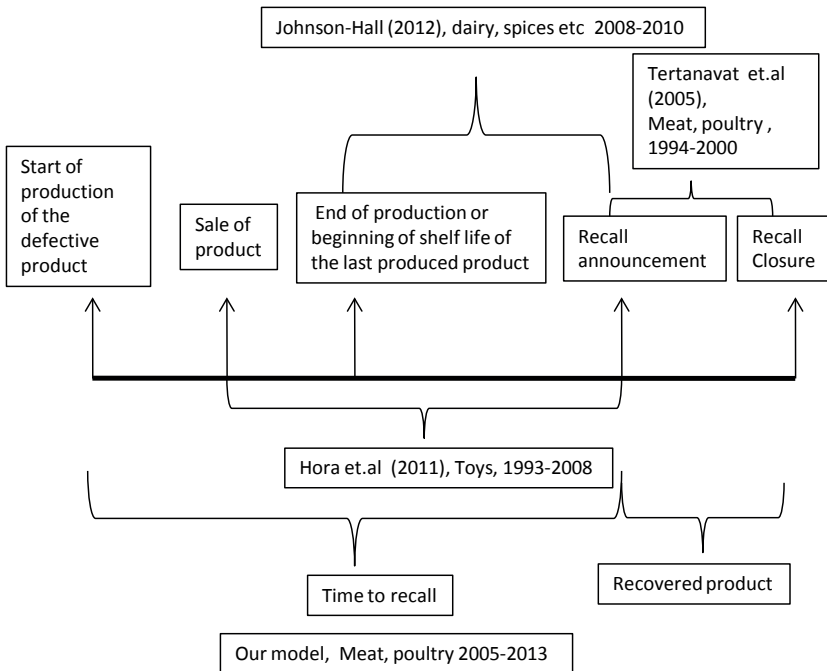 Johnson-Hall (2012), dairy, spices etc 2008-2010
Tertanavat et.al
(2005),
Meat, poultry ,
1994-2000
Start of
production
of the
defective
product
Sale of
product
End of production or
beginning of shelf life of
the last produced product
Recall
announcement
Recall
Closure
Hora et.al (2011), Toys, 1993-2008
Time to recall
Recovered product
Our model, Meat, poultry 2005-2013